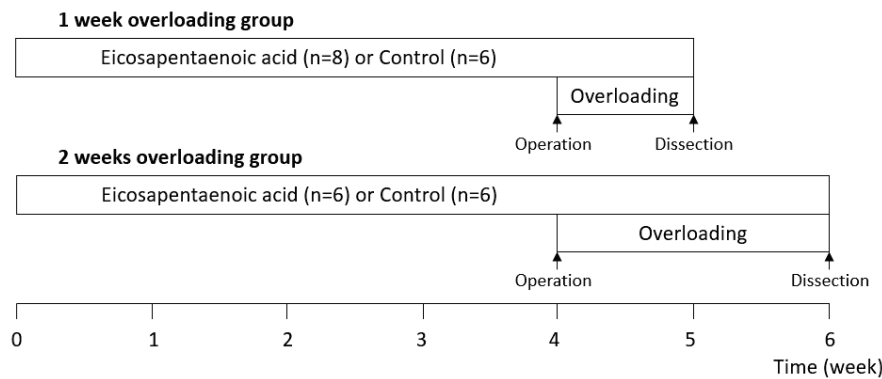 1 week overloading group
Eicosapentaenoic acid (n=8) or Control (n=6)
Overloading
Operation Dissection
2 weeks overloading group
Eicosapentaenoic acid (n=6) or Control (n=6)
Overloading
Operation Dissection
0 1 2 3 4 5 6
Time (week)